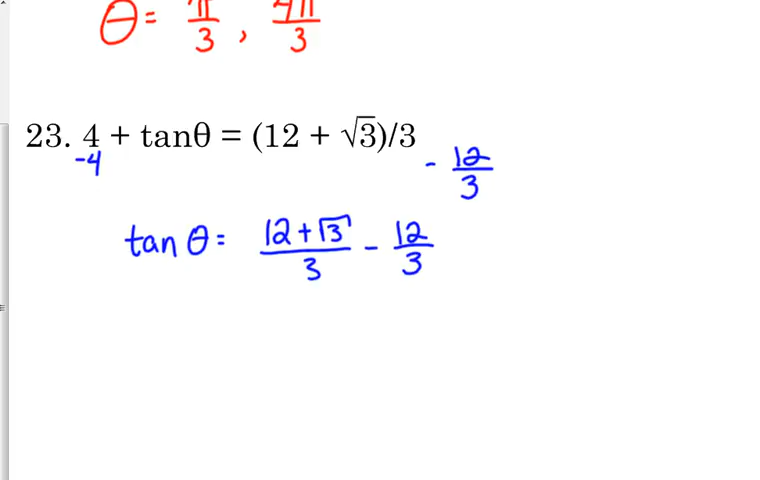 θ = π/3 , 4π/3
23. 4 + tanθ = (12 + √3)/3
-4 - 12/3
tan θ = (12 + √3)/3 - 12/3